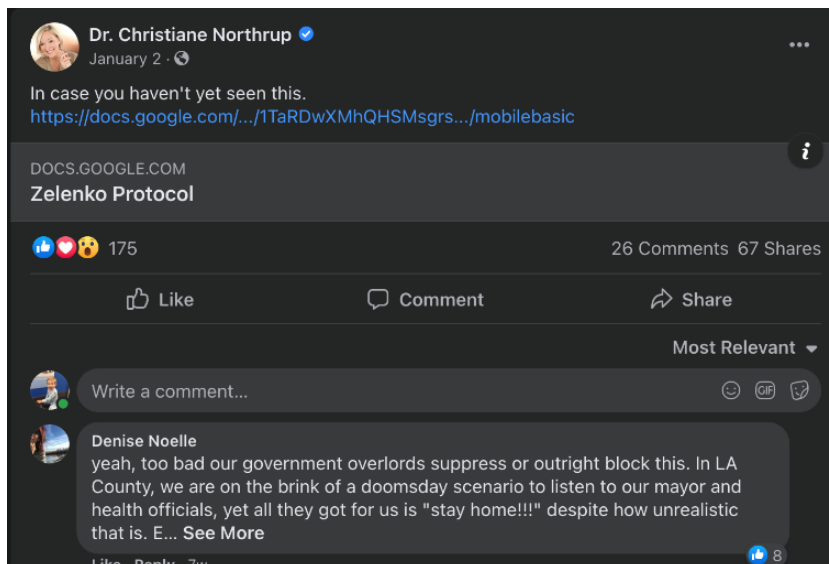 Dr. Christiane Northrup
January 2 ·
In case you haven't yet seen this.
https://docs.google.com/.../1TaRDwXMhQHSMsgrs.../mobilebasic
DOCS.GOOGLE.COM
Zelenko Protocol
175
26 Comments 67 Shares
Like
Comment
Share
Most Relevant
Write a comment...
GIF
Denise Noelle
yeah, too bad our government overlords suppress or outright block this. In LA
County, we are on the brink of a doomsday scenario to listen to our mayor and
health officials, yet all they got for us is "stay home!!!" despite how unrealistic
that is. E... See More
8
Like · Reply · 7w